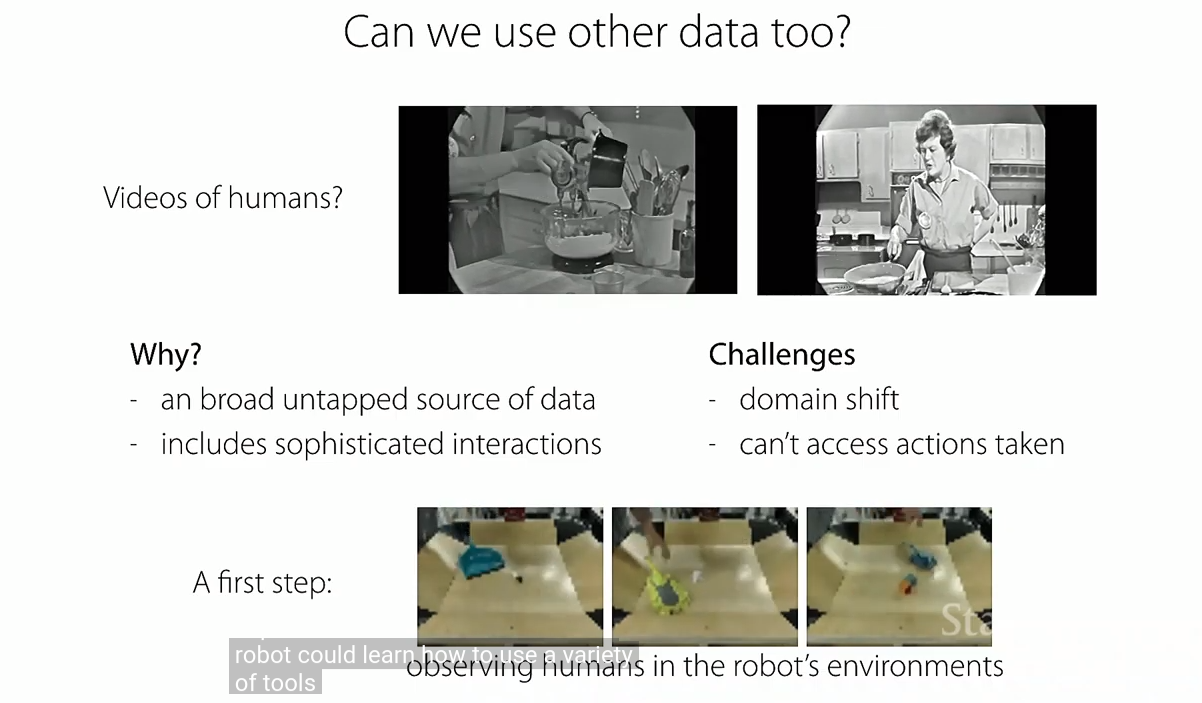 Can we use other data too?
Videos of humans?
Why?
- an broad untapped source of data
- includes sophisticated interactions
Challenges
- domain shift
- can't access actions taken
A first step:
Sta
observing humans in the robot's environments
robot could learn how to use a variety
of tools